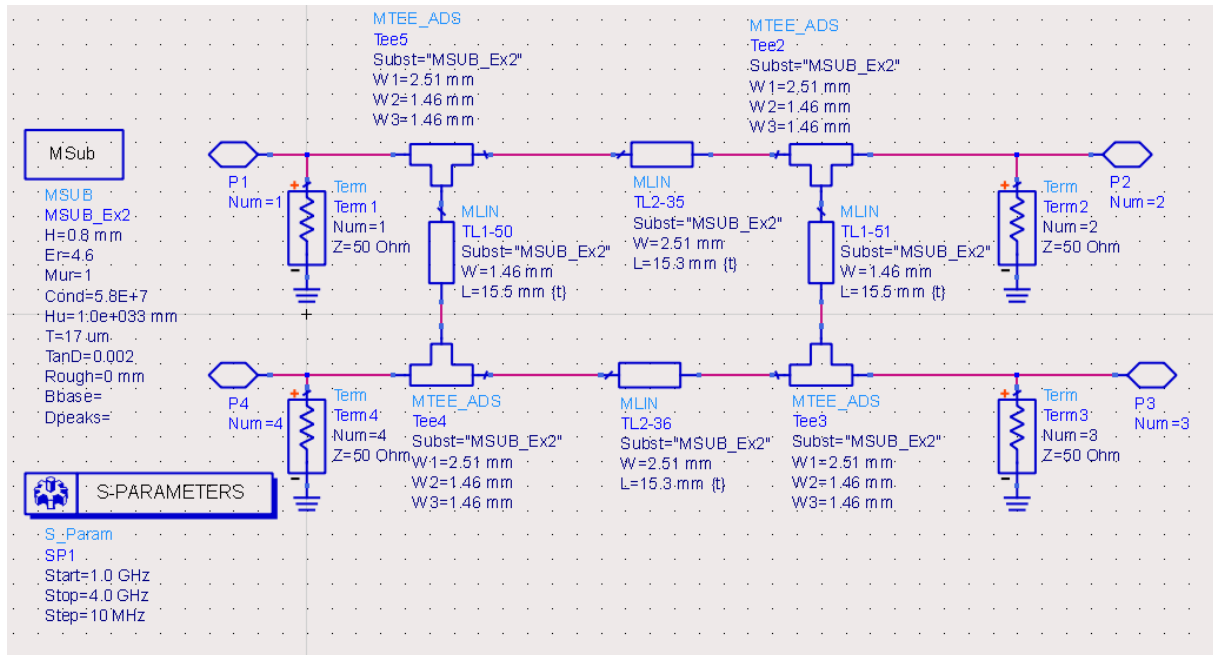 MTEE_ADS
Tee5
Subst="MSUB_Ex2"
W1=2.51 mm
W2=1.46 mm
W3=1.46 mm
MTEE_ADS
Tee2
Subst="MSUB_Ex2"
W1=2.51 mm
W2=1.46 mm
W3=1.46 mm
MSub
MSUB
MSUB_Ex2
H=0.8 mm
Er=4.6
Mur=1
Cond=5.8E+7
Hu=1.0e+033 mm
T=17 um
TanD=0.002
Rough=0 mm
Bbase=
Dpeaks=
P1
Num=1
Term
Term1
Num=1
Z=50 Ohm
MLIN
TL1-50
Subst="MSUB_Ex2"
W=1.46 mm
L=15.5 mm {t}
MLIN
TL2-35
Subst="MSUB_Ex2"
W=2.51 mm
L=15.3 mm {t}
MLIN
TL1-51
Subst="MSUB_Ex2"
W=1.46 mm
L=15.5 mm {t}
Term
Term2
Num=2
Z=50 Ohm
P2
Num=2
P4
Num=4
Term
Term4
Num=4
Z=50 Ohm
MTEE_ADS
Tee4
Subst="MSUB_Ex2"
W1=2.51 mm
W2=1.46 mm
W3=1.46 mm
MLIN
TL2-36
Subst="MSUB_Ex2"
W=2.51 mm
L=15.3 mm {t}
MTEE_ADS
Tee3
Subst="MSUB_Ex2"
W1=2.51 mm
W2=1.46 mm
W3=1.46 mm
Term
Term3
Num=3
Z=50 Ohm
P3
Num=3
S-PARAMETERS
S_Param
SP1
Start=1.0 GHz
Stop=4.0 GHz
Step=10 MHz